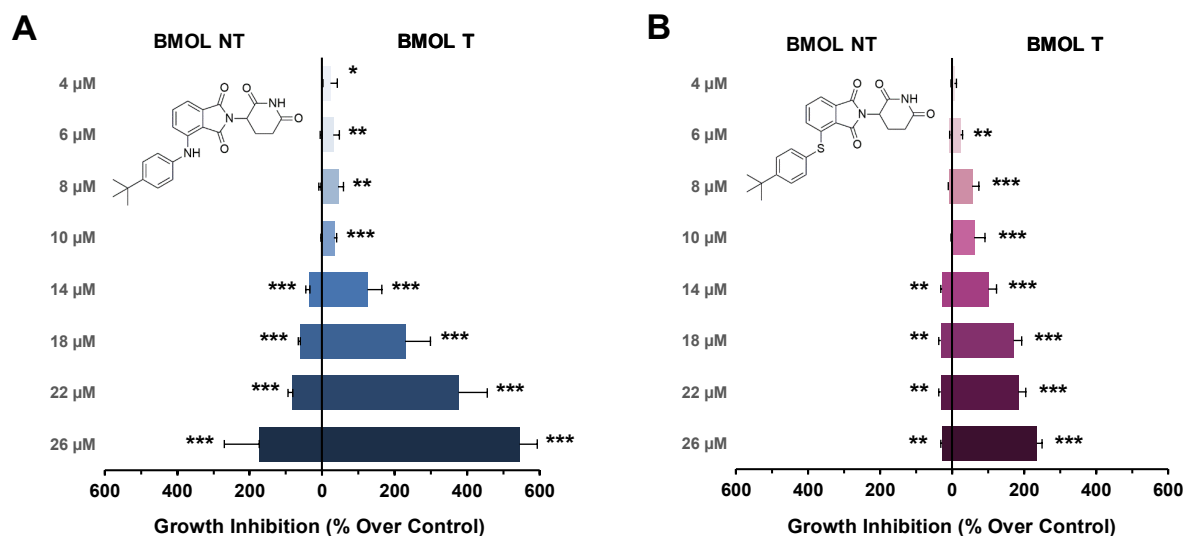 A
BMOL NT
BMOL T
4 µM
*
6 µM
**
8 µM
**
10 µM
***
14 µM
***
***
18 µM
***
***
22 µM
***
***
26 µM
***
***
600 400 200 0 200 400 600
Growth Inhibition (% Over Control)
O
O
O
O
N
NH
NH
B
BMOL NT
BMOL T
4 µM
6 µM
**
8 µM
***
10 µM
***
14 µM
**
***
18 µM
**
***
22 µM
**
***
26 µM
**
***
600 400 200 0 200 400 600
Growth Inhibition (% Over Control)
O
O
O
O
N
NH
S